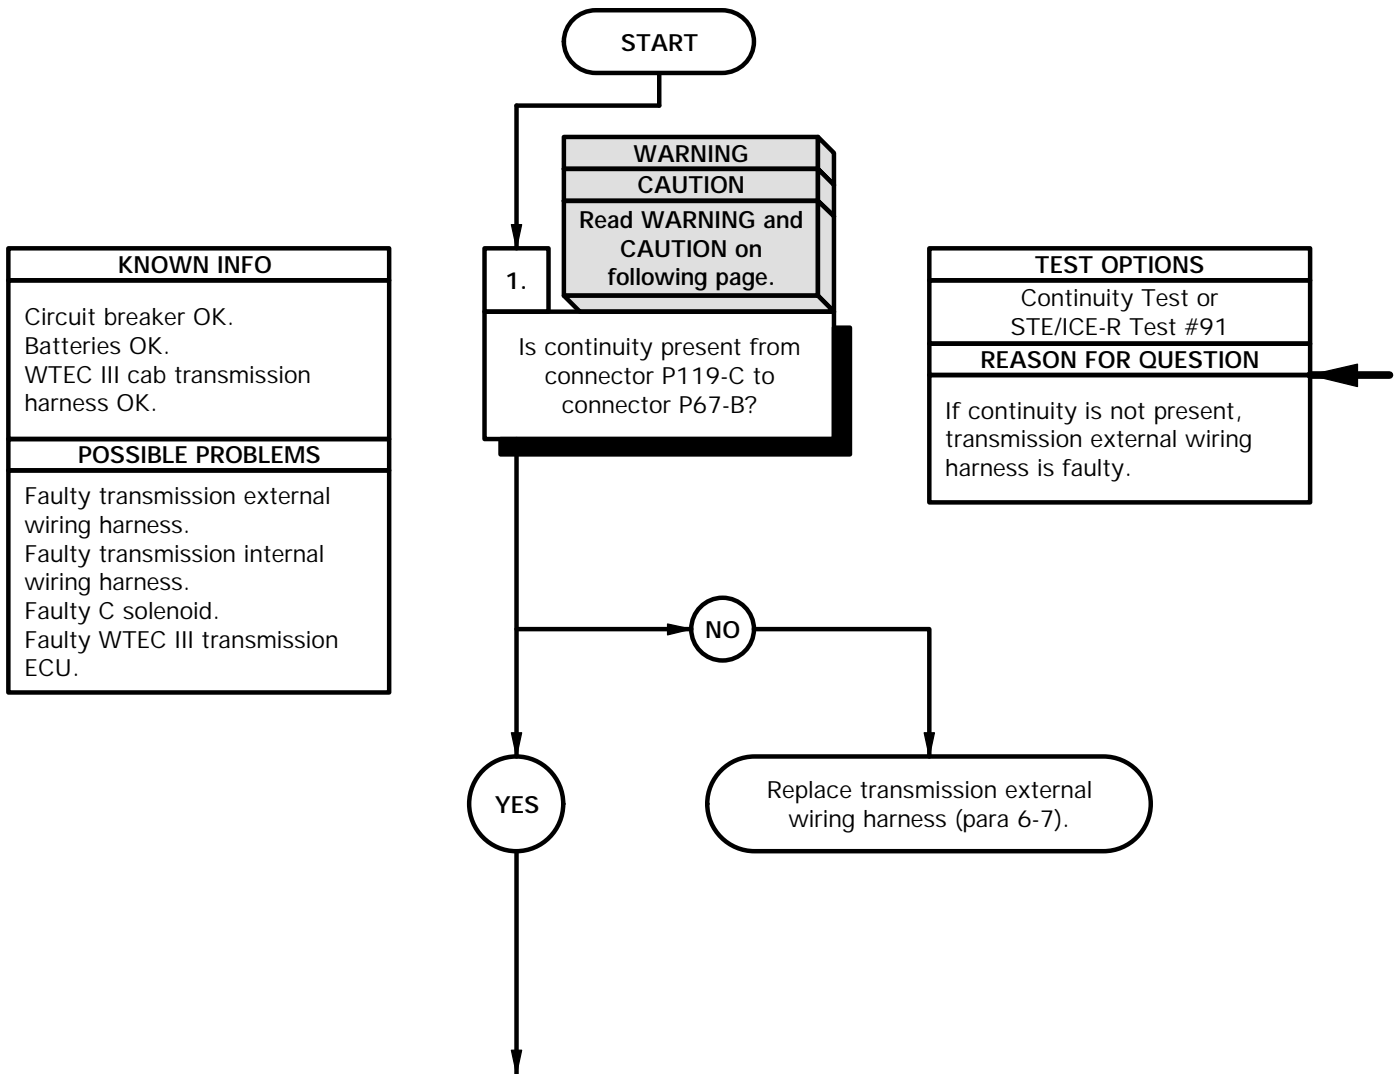 START
WARNING
CAUTION
Read WARNING and
CAUTION on
following page.
KNOWN INFO
Circuit breaker OK.
Batteries OK.
WTEC III cab transmission
harness OK.
POSSIBLE PROBLEMS
Faulty transmission external
wiring harness.
Faulty transmission internal
wiring harness.
Faulty C solenoid.
Faulty WTEC III transmission
ECU.
1.
Is continuity present from
connector P119-C to
connector P67-B?
TEST OPTIONS
Continuity Test or
STE/ICE-R Test #91
REASON FOR QUESTION
If continuity is not present,
transmission external wiring
harness is faulty.
NO
YES
Replace transmission external
wiring harness (para 6-7).